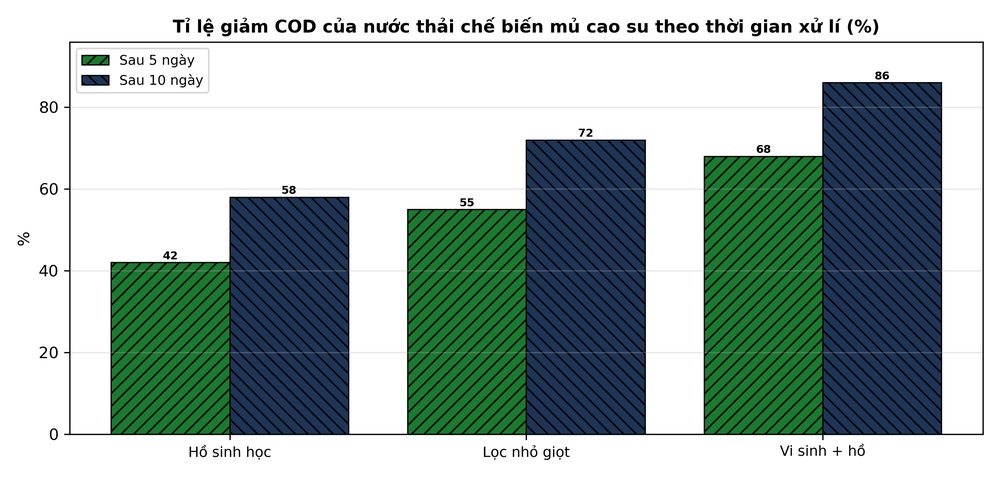 Tỉ lệ giảm COD của nước thải chế biến mủ cao su theo thời gian xử lí (%)
Sau 5 ngày
Sau 10 ngày
%
80
60
40
20
0
42
58
55
72
68
86
Hồ sinh học
Lọc nhỏ giọt
Vi sinh + hồ